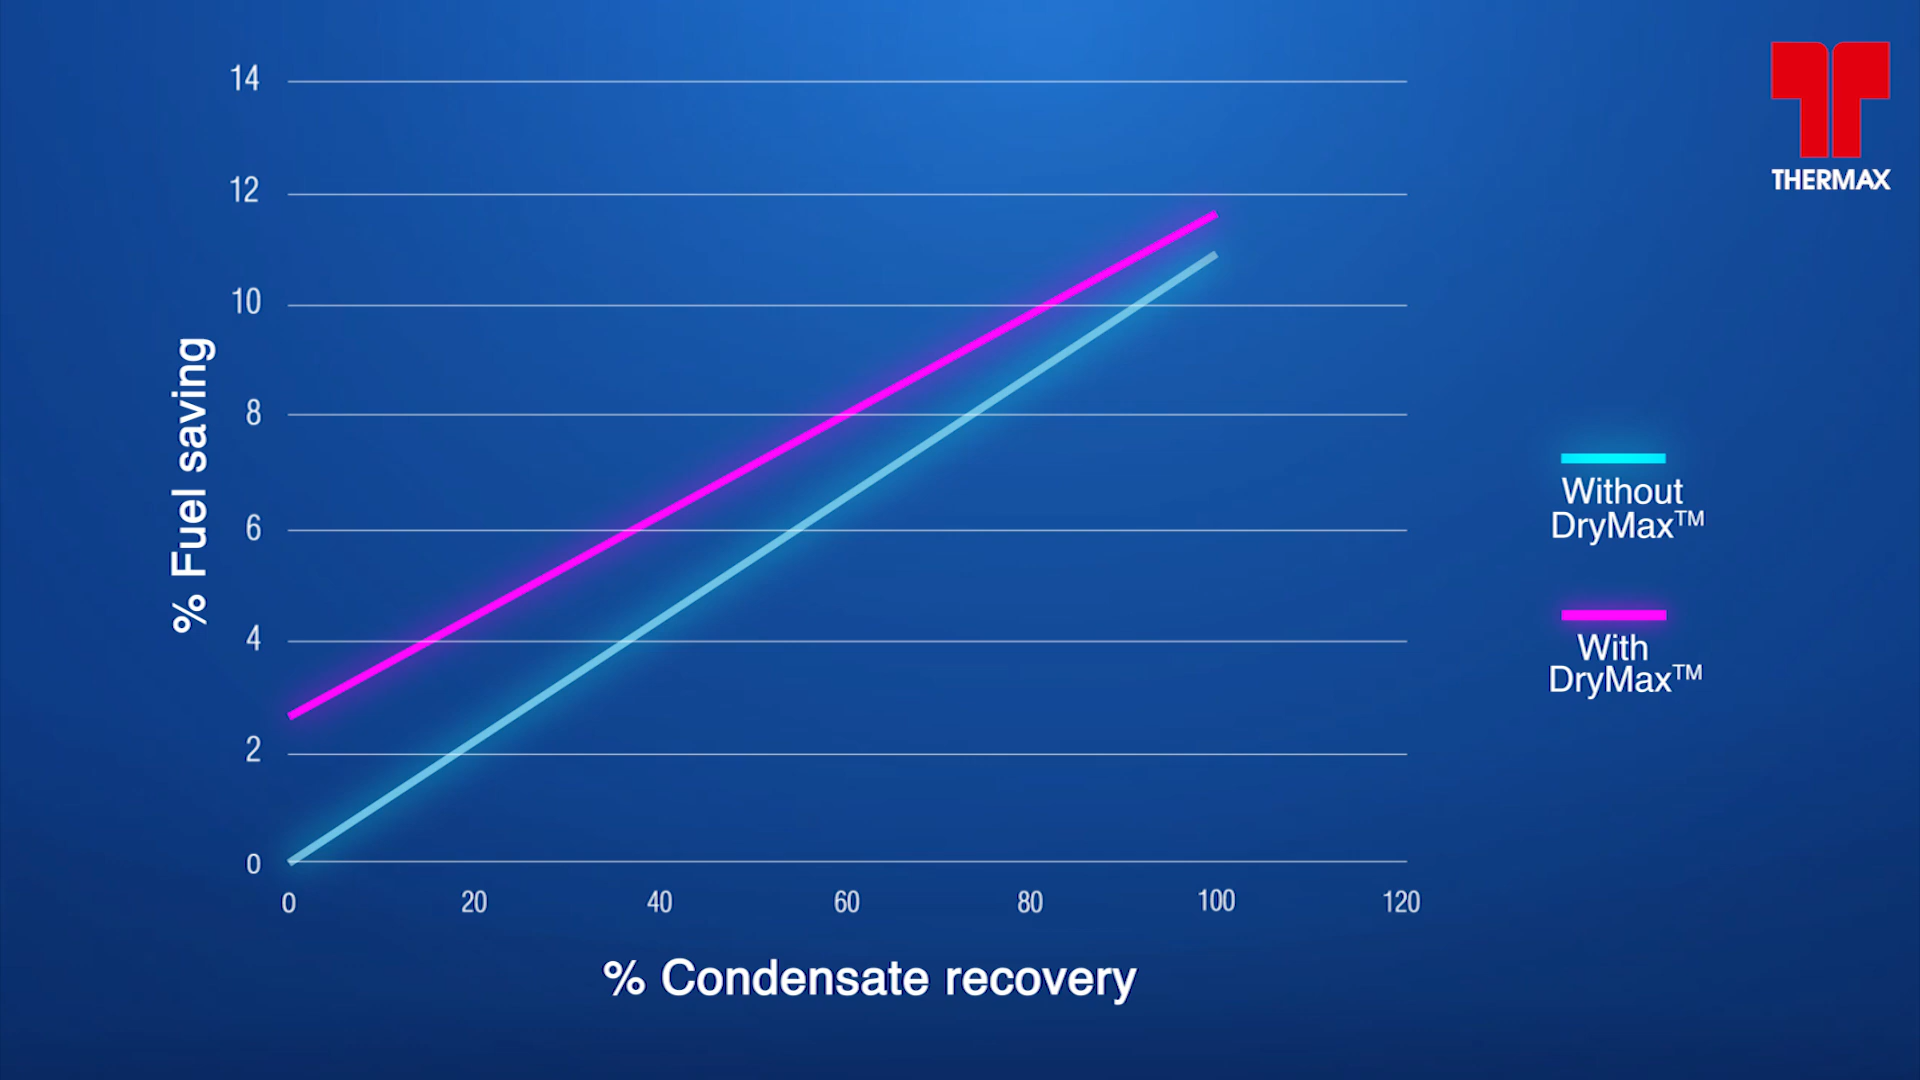 THERMAX
14
12
10
8
6
4
2
0
% Fuel saving
0 20 40 60 80 100 120
% Condensate recovery
Without
DryMax™
With
DryMax™